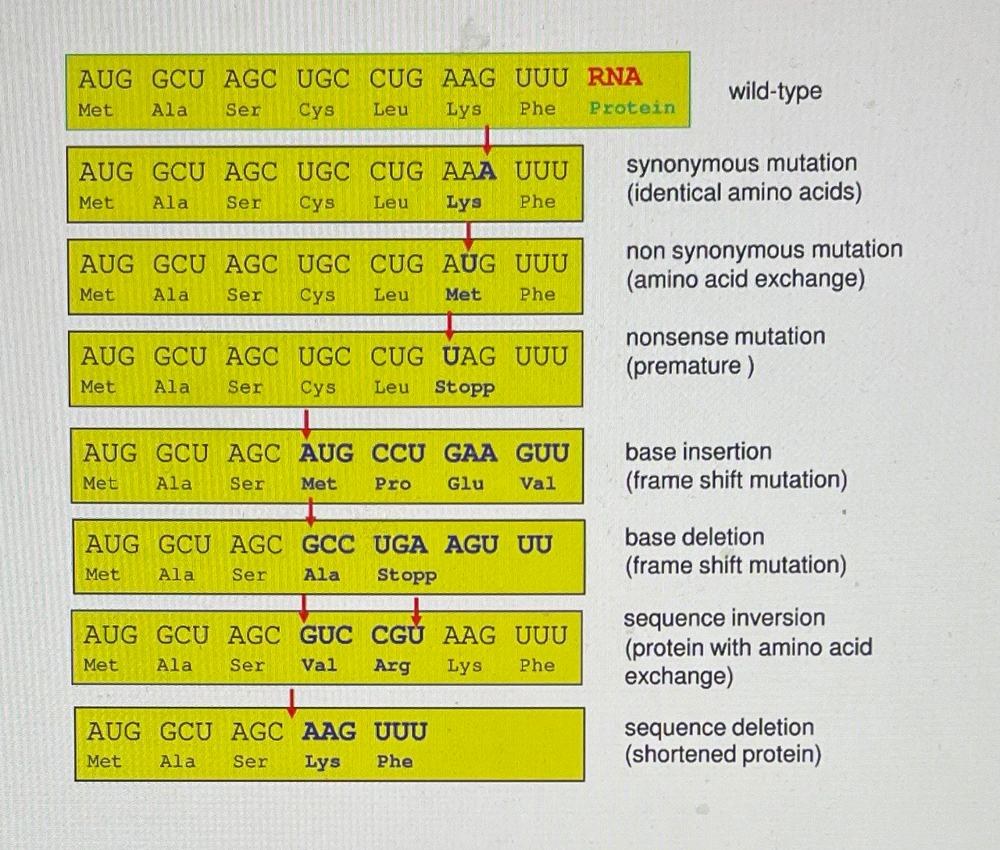 AUG GCU AGC UGC CUG AAG UUU RNA
Met Ala Ser Cys Leu Lys Phe Protein
wild-type
AUG GCU AGC UGC CUG AAA UUU
Met Ala Ser Cys Leu Lys Phe
synonymous mutation
(identical amino acids)
AUG GCU AGC UGC CUG AUG UUU
Met Ala Ser Cys Leu Met Phe
non synonymous mutation
(amino acid exchange)
AUG GCU AGC UGC CUG UAG UUU
Met Ala Ser Cys Leu Stopp
nonsense mutation
(premature )
AUG GCU AGC AUG CCU GAA GUU
Met Ala Ser Met Pro Glu Val
base insertion
(frame shift mutation)
AUG GCU AGC GCC UGA AGU UU
Met Ala Ser Ala Stopp
base deletion
(frame shift mutation)
AUG GCU AGC GUC CGU AAG UUU
Met Ala Ser Val Arg Lys Phe
sequence inversion
(protein with amino acid
exchange)
AUG GCU AGC AAG UUU
Met Ala Ser Lys Phe
sequence deletion
(shortened protein)